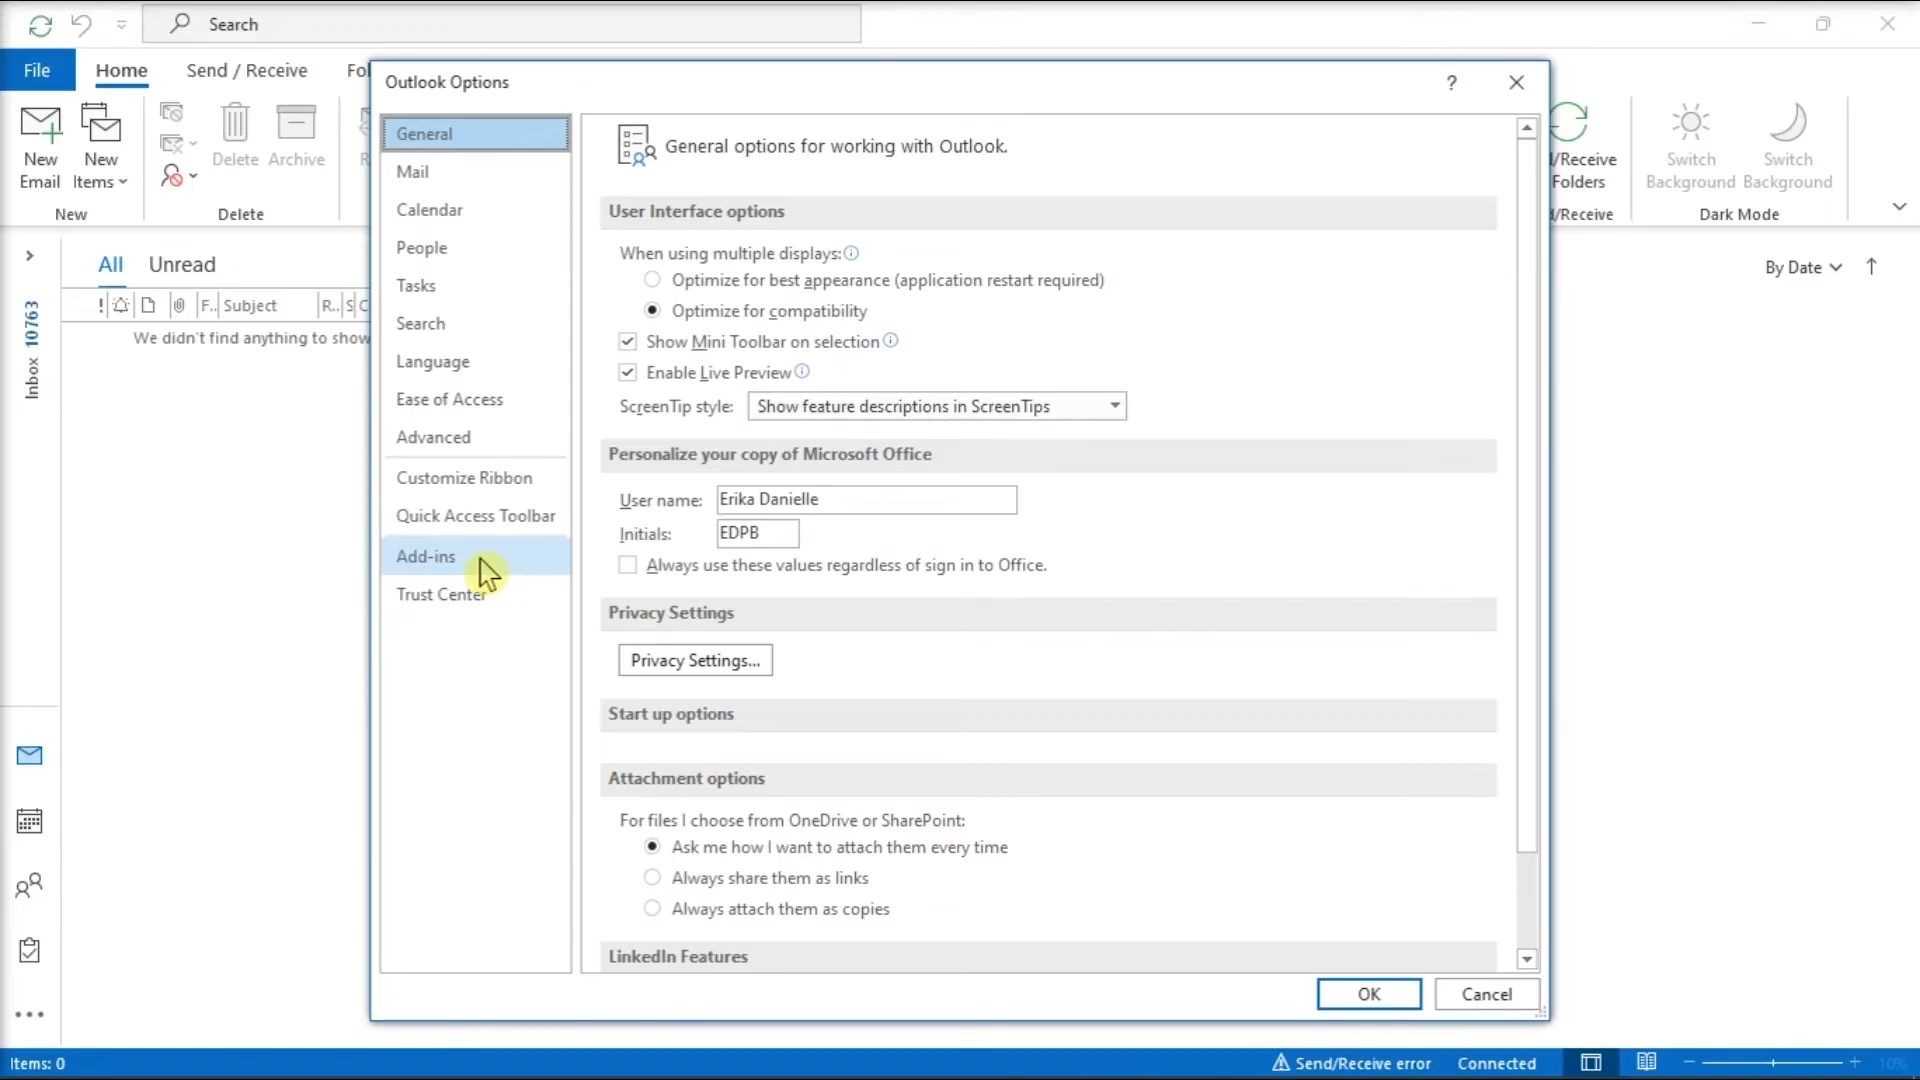 Search
File
Home
Send / Receive
New
Email
New
Items
Delete
Archive
New
Delete
/Receive
Folders
Switch
Background
Switch
Background
/Receive
Dark Mode
All
Unread
By Date
!
F..
Subject
R..
S
C
We didn't find anything to show
Inbox 10763
Outlook Options
?
General
Mail
Calendar
People
Tasks
Search
Language
Ease of Access
Advanced
Customize Ribbon
Quick Access Toolbar
Add-ins
Trust Center
General options for working with Outlook.
User Interface options
When using multiple displays:
Optimize for best appearance (application restart required)
Optimize for compatibility
Show Mini Toolbar on selection
Enable Live Preview
ScreenTip style:
Show feature descriptions in ScreenTips
Personalize your copy of Microsoft Office
User name:
Erika Danielle
Initials:
EDPB
Always use these values regardless of sign in to Office.
Privacy Settings
Privacy Settings...
Start up options
Attachment options
For files I choose from OneDrive or SharePoint:
Ask me how I want to attach them every time
Always share them as links
Always attach them as copies
LinkedIn Features
OK
Cancel
Items: 0
Send/Receive error
Connected
10%